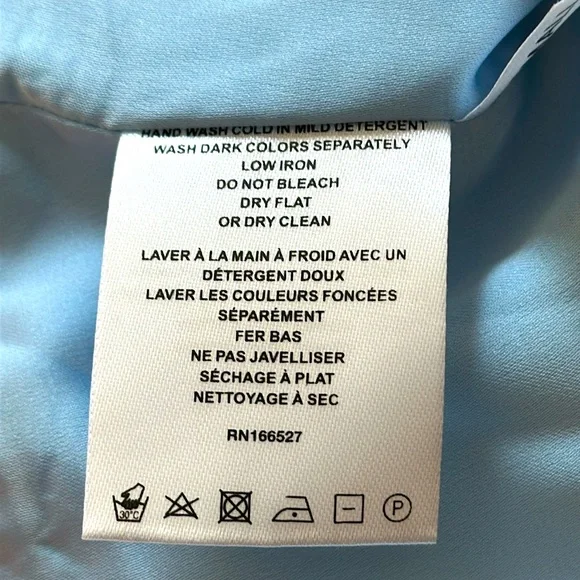 HAND WASH COLD IN MILD DETERGENT
WASH DARK COLORS SEPARATELY
LOW IRON
DO NOT BLEACH
DRY FLAT
OR DRY CLEAN
LAVER À LA MAIN À FROID AVEC UN
DÉTERGENT DOUX
LAVER LES COULEURS FONCÉES
SÉPARÉMENT
FER BAS
NE PAS JAVELLISER
SÉCHAGE À PLAT
NETTOYAGE À SEC
RN166527
30°C P